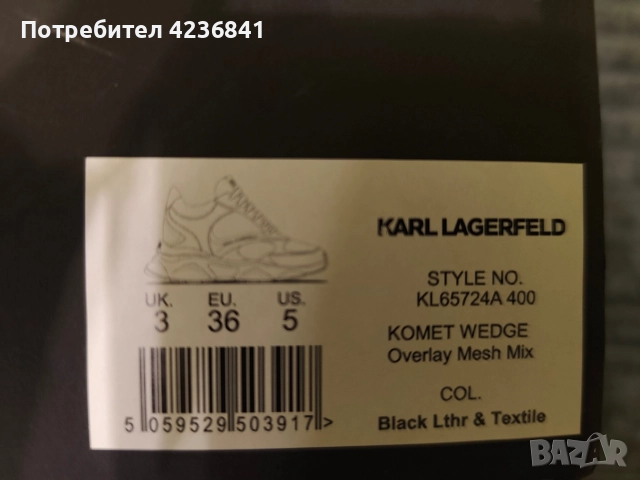 Потребител 4236841
KARL LAGERFELD
STYLE NO.
KL65724A 400
UK. EU. US.
3 36 5
KOMET WEDGE
Overlay Mesh Mix
COL.
Black Lthr & Textile
5 059529 503917 >
BAZAR